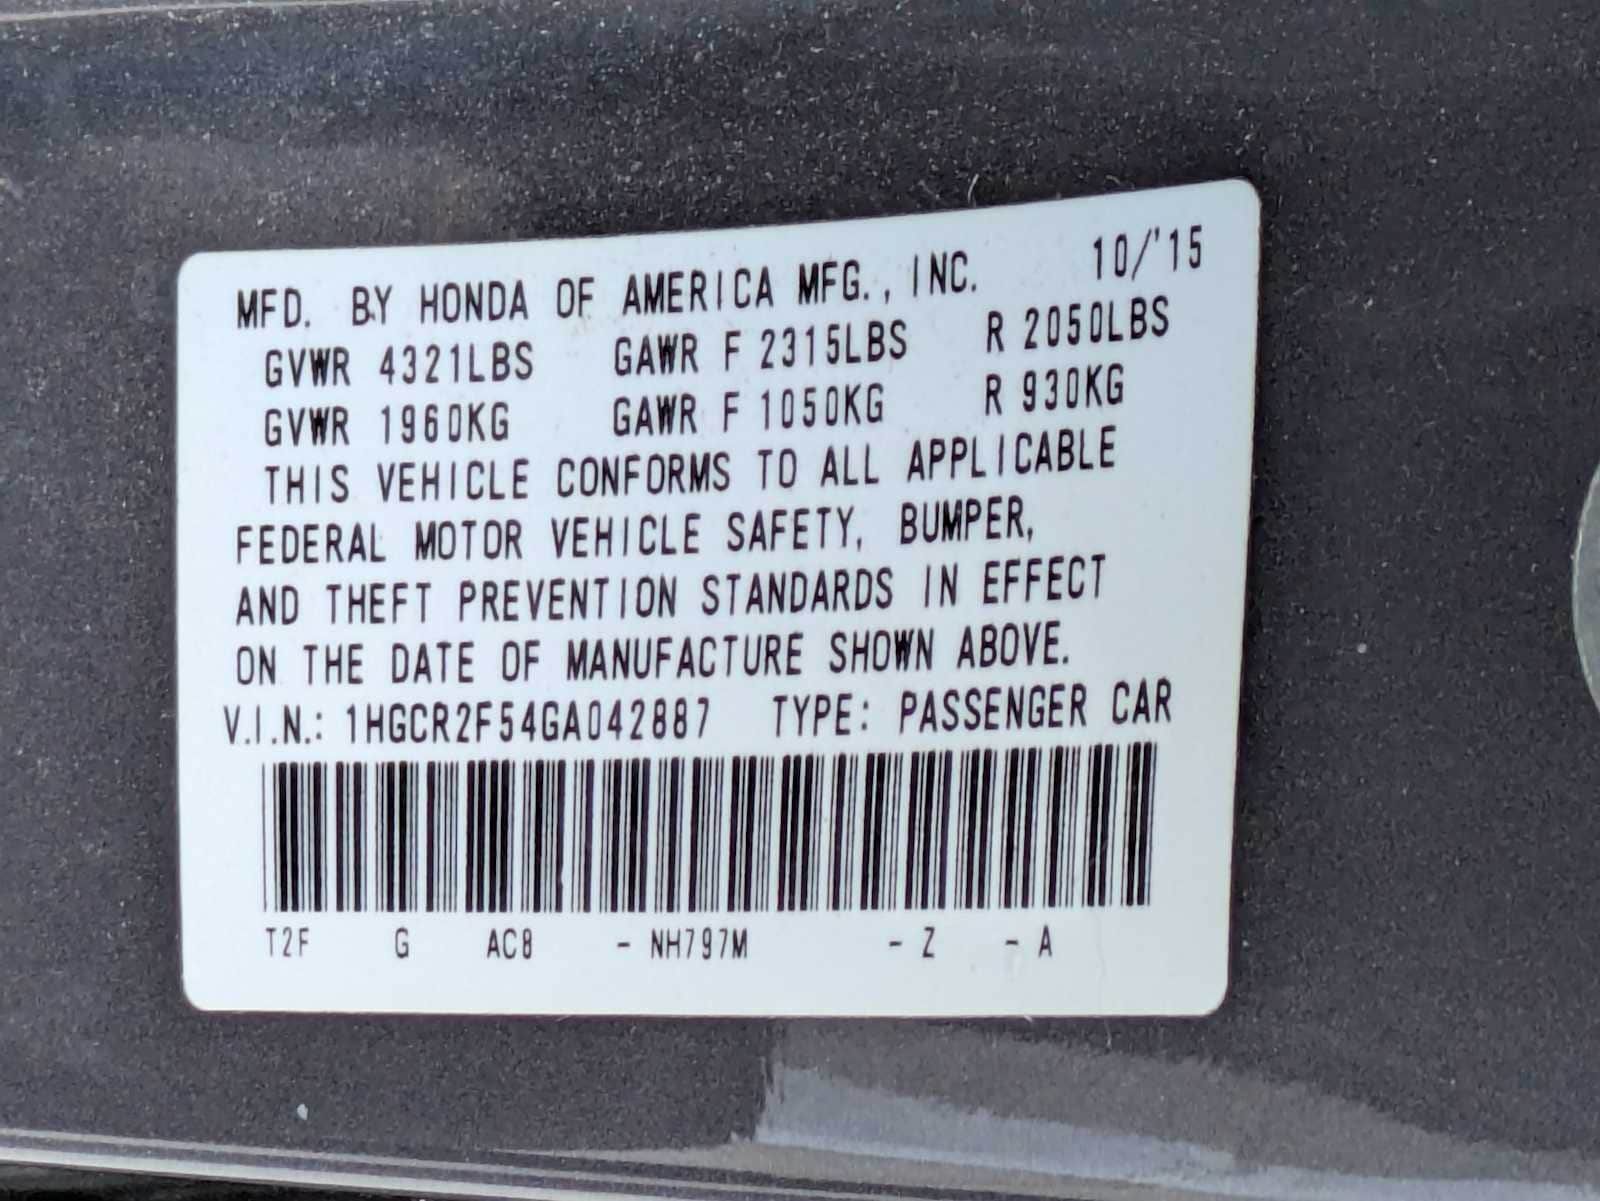 MFD. BY HONDA OF AMERICA MFG., INC. 10/'15
GVWR 4321LBS GAWR F 2315LBS R 2050LBS
GVWR 1960KG GAWR F 1050KG R 930KG
THIS VEHICLE CONFORMS TO ALL APPLICABLE
FEDERAL MOTOR VEHICLE SAFETY, BUMPER,
AND THEFT PREVENTION STANDARDS IN EFFECT
ON THE DATE OF MANUFACTURE SHOWN ABOVE.
V.I.N.: 1HGCR2F54GA042887 TYPE: PASSENGER CAR
T2F G AC8 - NH797M - Z - A